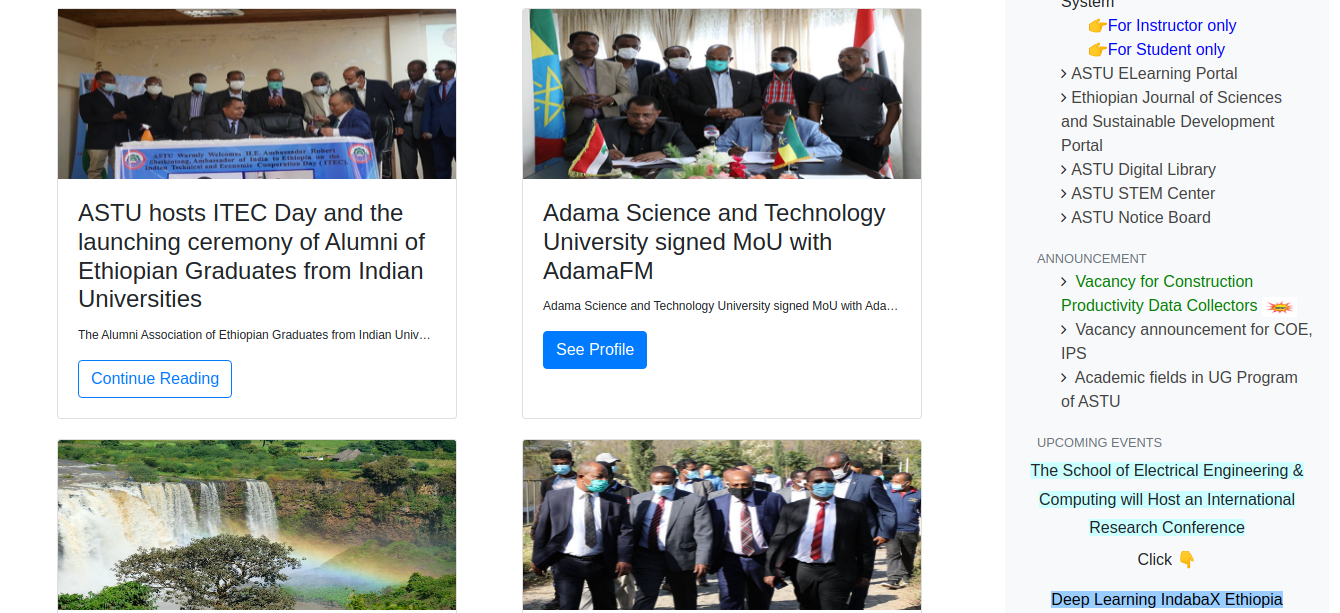 ASTU Warmly Welcomes, H.E. Ambassador Robert
Shetkintong, Ambassador of India to Ethiopia on the
Indian Technical and Economic Cooperation Day (ITEC)
ASTU hosts ITEC Day and the
launching ceremony of Alumni of
Ethiopian Graduates from Indian
Universities
The Alumni Association of Ethiopian Graduates from Indian Univ…
Continue Reading
Adama Science and Technology
University signed MoU with
AdamaFM
Adama Science and Technology University signed MoU with Ada…
See Profile
System
👉For Instructor only
👉For Student only
> ASTU ELearning Portal
> Ethiopian Journal of Sciences
and Sustainable Development
Portal
> ASTU Digital Library
> ASTU STEM Center
> ASTU Notice Board
ANNOUNCEMENT
> Vacancy for Construction
Productivity Data Collectors
> Vacancy announcement for COE,
IPS
> Academic fields in UG Program
of ASTU
UPCOMING EVENTS
The School of Electrical Engineering &
Computing will Host an International
Research Conference
Click 👇
Deep Learning IndabaX Ethiopia